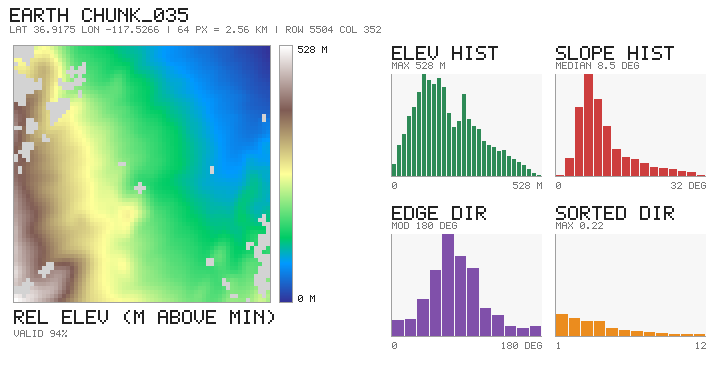 EARTH CHUNK_035
LAT 36.9175 LON -117.5266 | 64 PX = 2.56 KM | ROW 5504 COL 352
528 M
0 M
REL ELEV (M ABOVE MIN)
VALID 94%
ELEV HIST
MAX 528 M
0 528 M
SLOPE HIST
MEDIAN 8.5 DEG
0 32 DEG
EDGE DIR
MOD 180 DEG
0 180 DEG
SORTED DIR
MAX 0.22
1 12